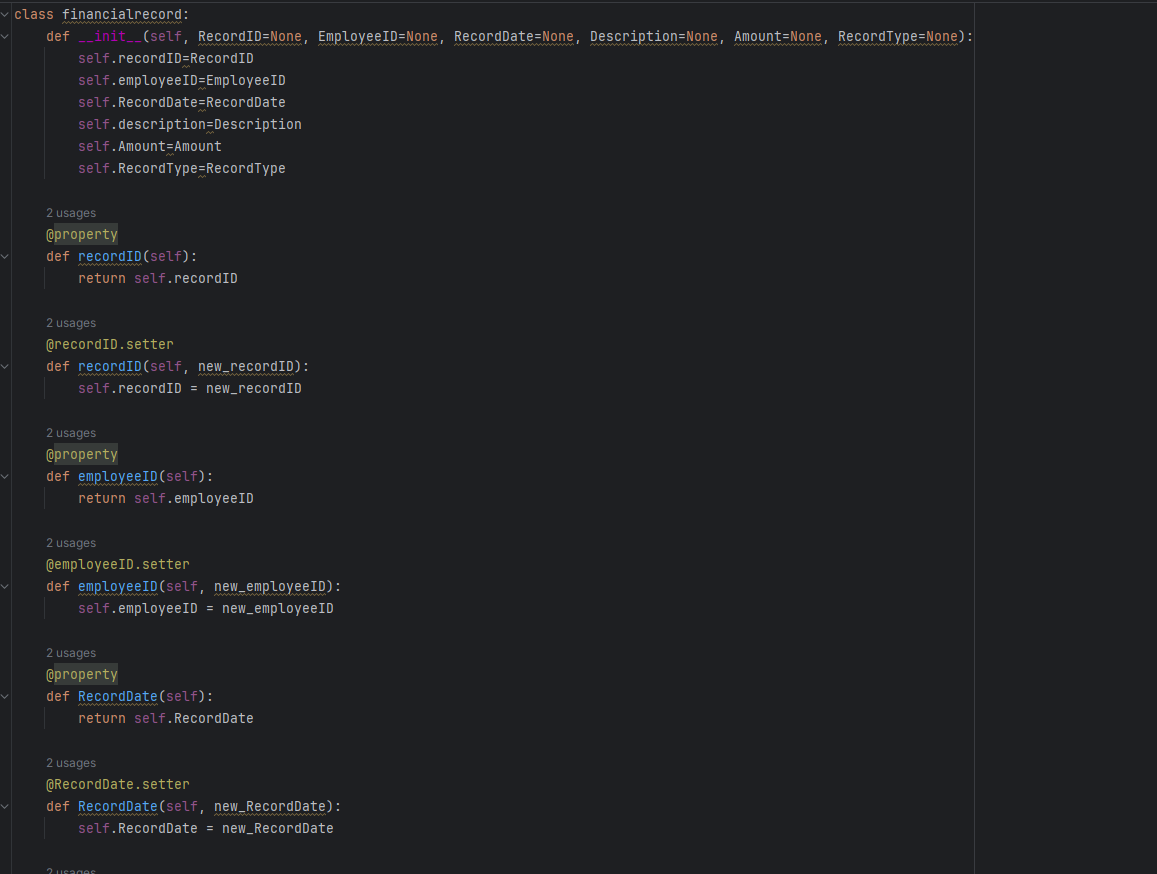 class financialrecord:
    def __init__(self, RecordID=None, EmployeeID=None, RecordDate=None, Description=None, Amount=None, RecordType=None):
        self.recordID=RecordID
        self.employeeID=EmployeeID
        self.RecordDate=RecordDate
        self.description=Description
        self.Amount=Amount
        self.RecordType=RecordType
    2 usages
    @property
    def recordID(self):
        return self.recordID
    2 usages
    @recordID.setter
    def recordID(self, new_recordID):
        self.recordID = new_recordID
    2 usages
    @property
    def employeeID(self):
        return self.employeeID
    2 usages
    @employeeID.setter
    def employeeID(self, new_employeeID):
        self.employeeID = new_employeeID
    2 usages
    @property
    def RecordDate(self):
        return self.RecordDate
    2 usages
    @RecordDate.setter
    def RecordDate(self, new_RecordDate):
        self.RecordDate = new_RecordDate
    2 usages